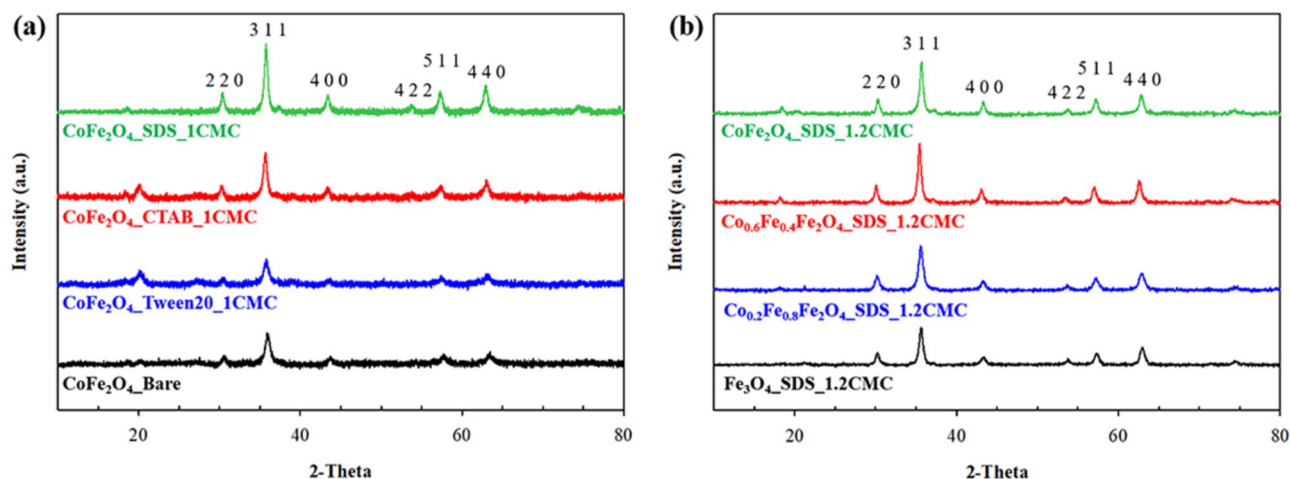 (a)
3 1 1
2 2 0
4 0 0
4 2 2
5 1 1
4 4 0
CoFe₂O₄_SDS_1CMC
CoFe₂O₄_CTAB_1CMC
CoFe₂O₄_Tween20_1CMC
CoFe₂O₄_Bare
Intensity (a.u.)
20 40 60 80
2-Theta
(b)
3 1 1
2 2 0
4 0 0
4 2 2
5 1 1
4 4 0
CoFe₂O₄_SDS_1.2CMC
Co₀.₆Fe₀.₄Fe₂O₄_SDS_1.2CMC
Co₀.₂Fe₀.₈Fe₂O₄_SDS_1.2CMC
Fe₃O₄_SDS_1.2CMC
Intensity (a.u.)
20 40 60 80
2-Theta